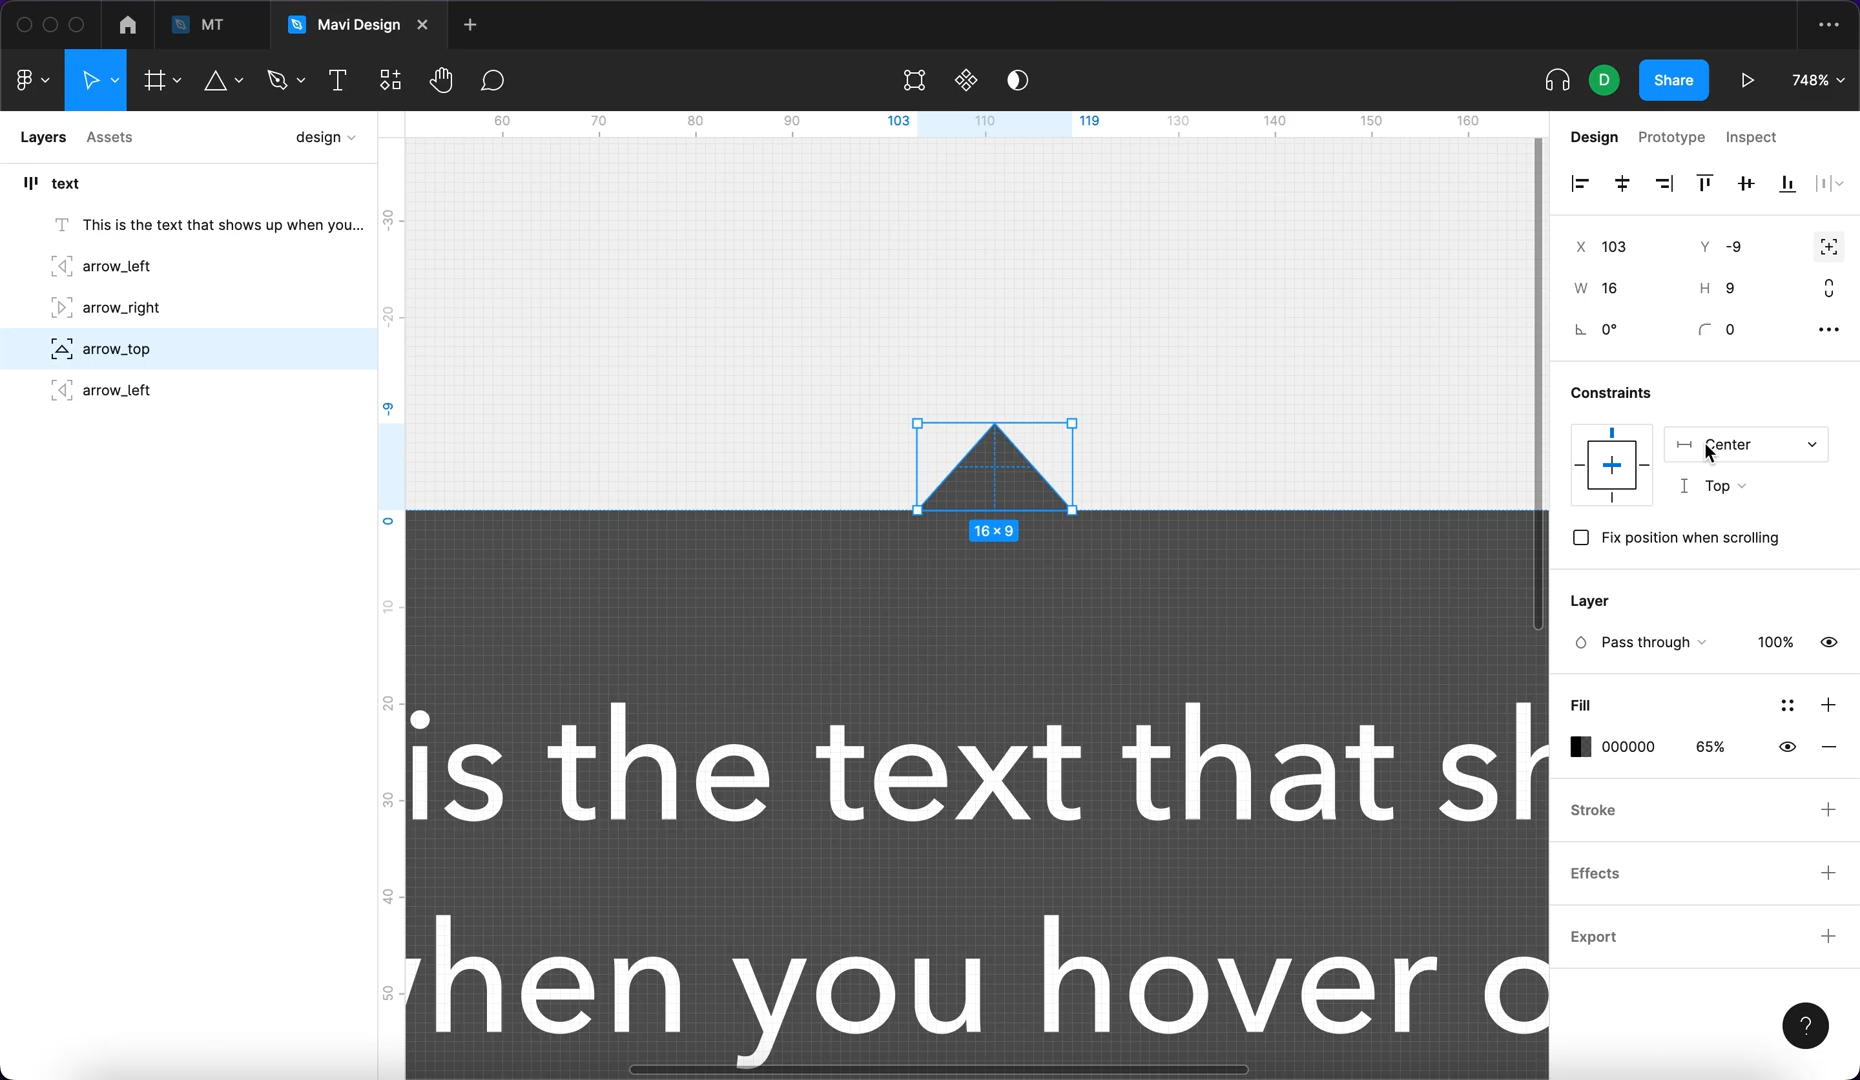 MT
Mavi Design
D
Share
748%
Layers
Assets
design
text
This is the text that shows up when you...
arrow_left
arrow_right
arrow_top
arrow_left
60
70
80
90
103
110
119
130
140
150
160
-30
-20
-9
0
10
20
30
40
50
16 × 9
is the text that sh
when you hover o
Design
Prototype
Inspect
X 103
Y -9
W 16
H 9
0°
0
Constraints
Center
Top
Fix position when scrolling
Layer
Pass through
100%
Fill
000000
65%
Stroke
Effects
Export
?